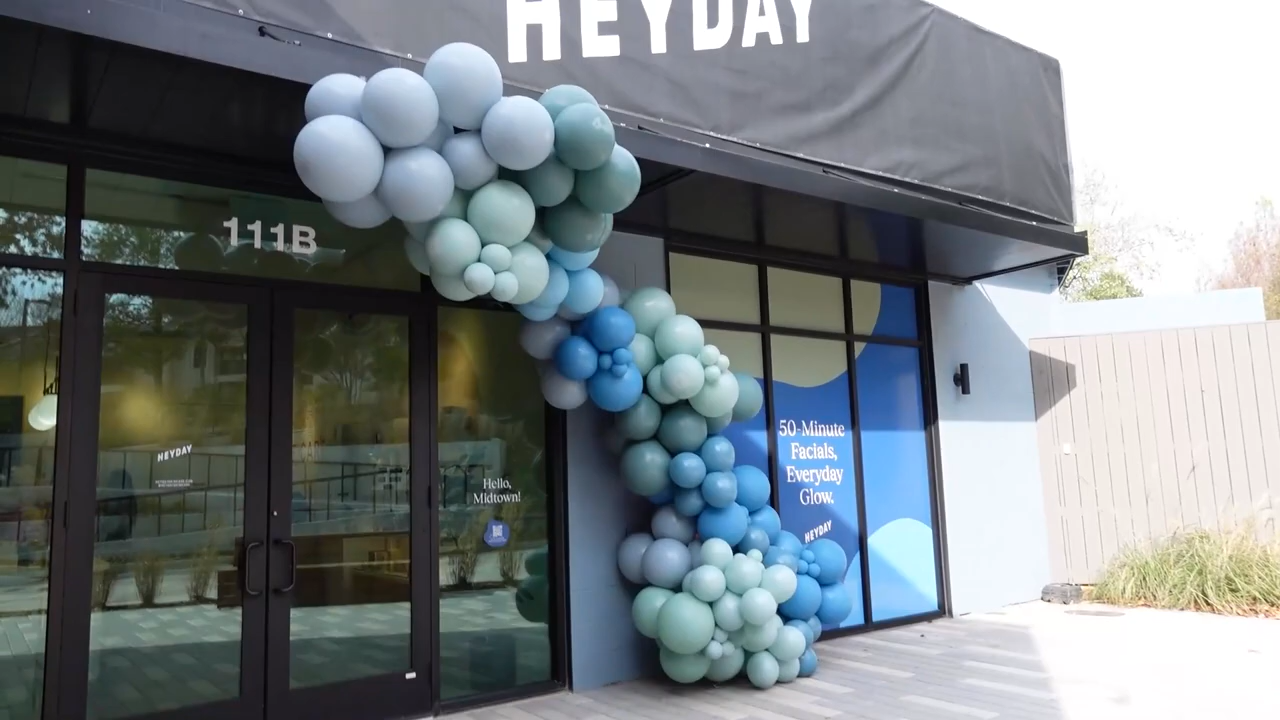 HEYDAY
111B
HEYDAY
Hello,
Midtown!
50-Minute
Facials,
Everyday
Glow.
HEYDAY